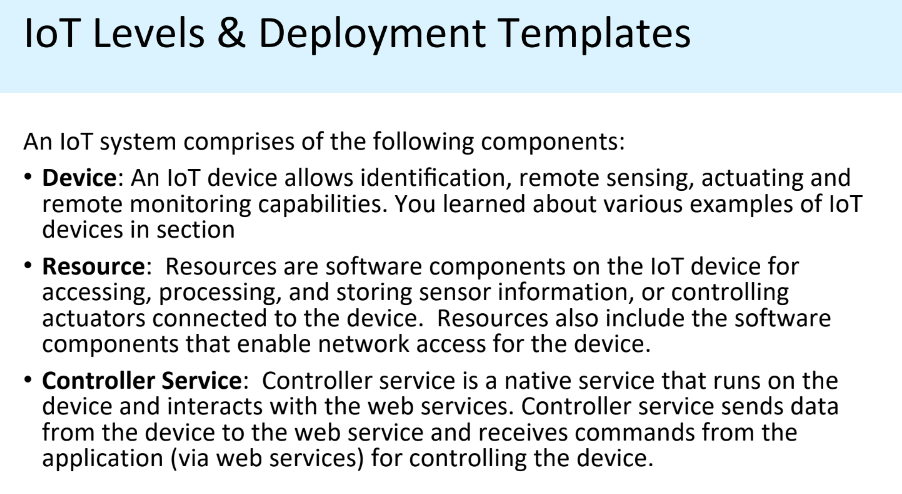 IoT Levels & Deployment Templates
An IoT system comprises of the following components:
• Device: An IoT device allows identification, remote sensing, actuating and
remote monitoring capabilities. You learned about various examples of IoT
devices in section
• Resource:  Resources are software components on the IoT device for
accessing, processing, and storing sensor information, or controlling
actuators connected to the device.  Resources also include the software
components that enable network access for the device.
• Controller Service:  Controller service is a native service that runs on the
device and interacts with the web services. Controller service sends data
from the device to the web service and receives commands from the
application (via web services) for controlling the device.